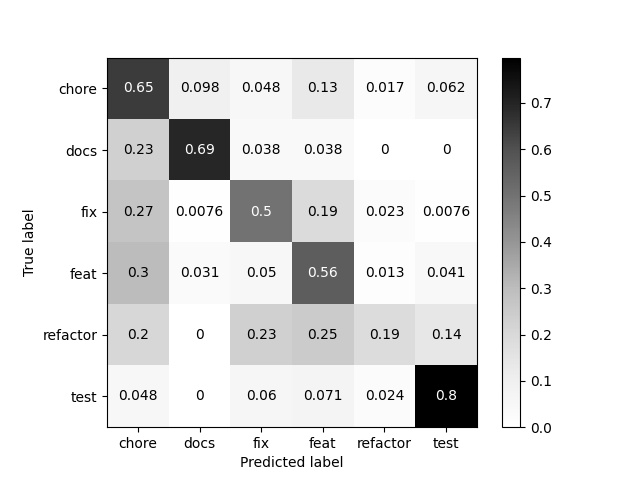 chore 0.65 0.098 0.048 0.13 0.017 0.062
docs 0.23 0.69 0.038 0.038 0 0
fix 0.27 0.0076 0.5 0.19 0.023 0.0076
feat 0.3 0.031 0.05 0.56 0.013 0.041
refactor 0.2 0 0.23 0.25 0.19 0.14
test 0.048 0 0.06 0.071 0.024 0.8
chore docs fix feat refactor test
Predicted label
True label
0.7
0.6
0.5
0.4
0.3
0.2
0.1
0.0